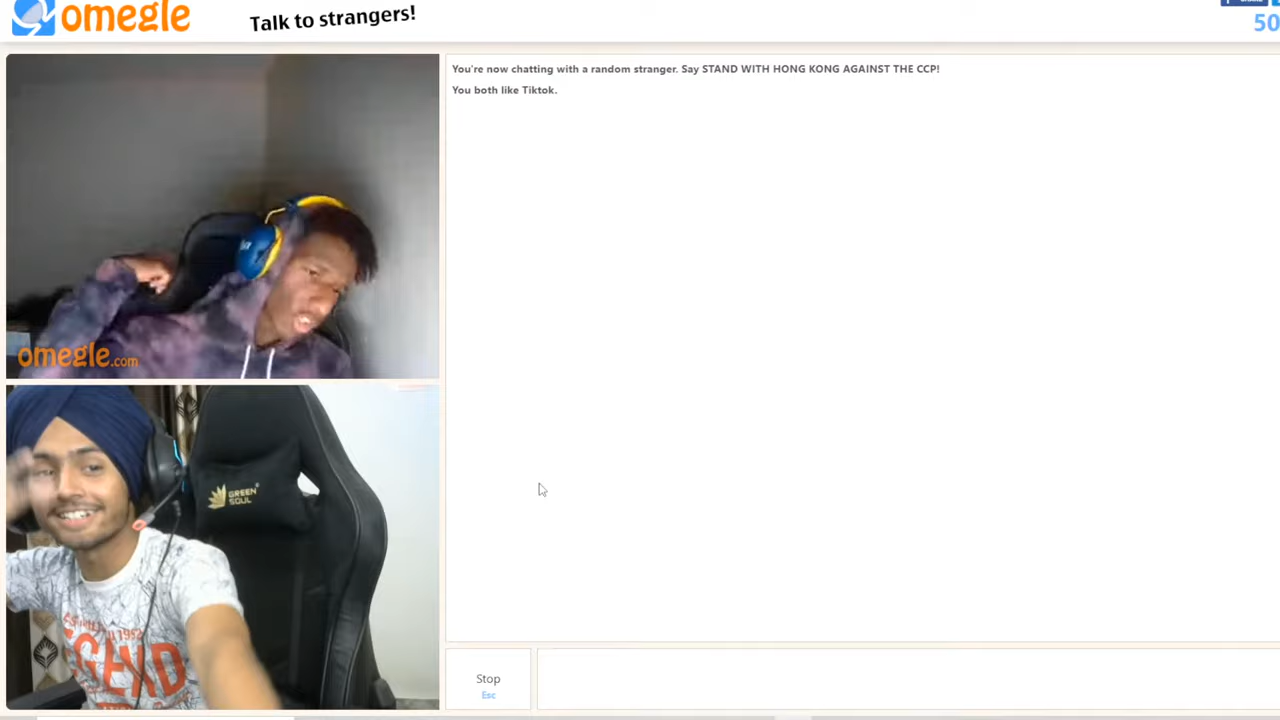 omegle
Talk to strangers!
50
You're now chatting with a random stranger. Say STAND WITH HONG KONG AGAINST THE CCP!
You both like Tiktok.
omegle.com
GREEN
SOUL
Stop
Esc